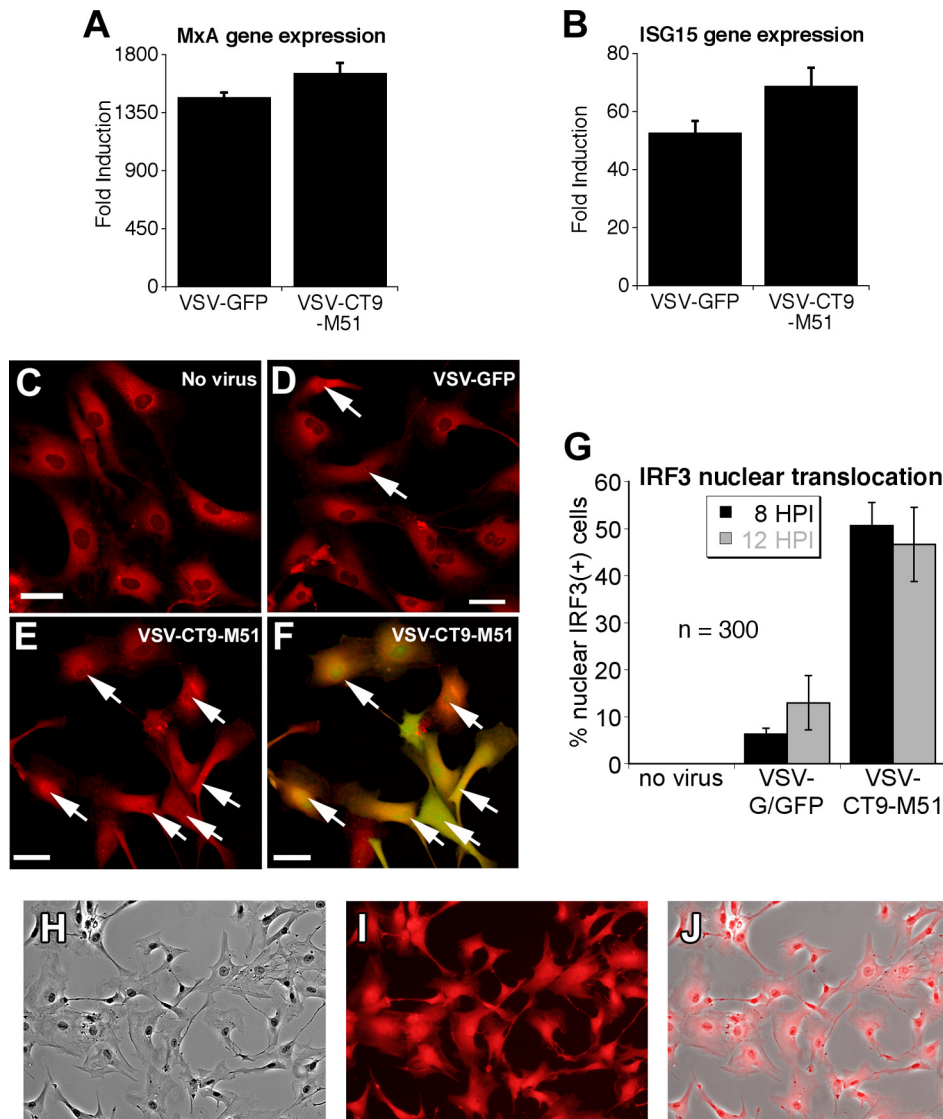 A
MxA gene expression
Fold Induction
1800
1350
900
450
0
VSV-GFP
VSV-CT9
-M51
B
ISG15 gene expression
Fold Induction
80
60
40
20
0
VSV-GFP
VSV-CT9
-M51
C
No virus
D
VSV-GFP
E
VSV-CT9-M51
F
VSV-CT9-M51
G
IRF3 nuclear translocation
% nuclear IRF3(+) cells
60
50
40
30
20
10
8 HPI
12 HPI
n = 300
no virus
VSV-
G/GFP
VSV-
CT9-M51
H
I
J